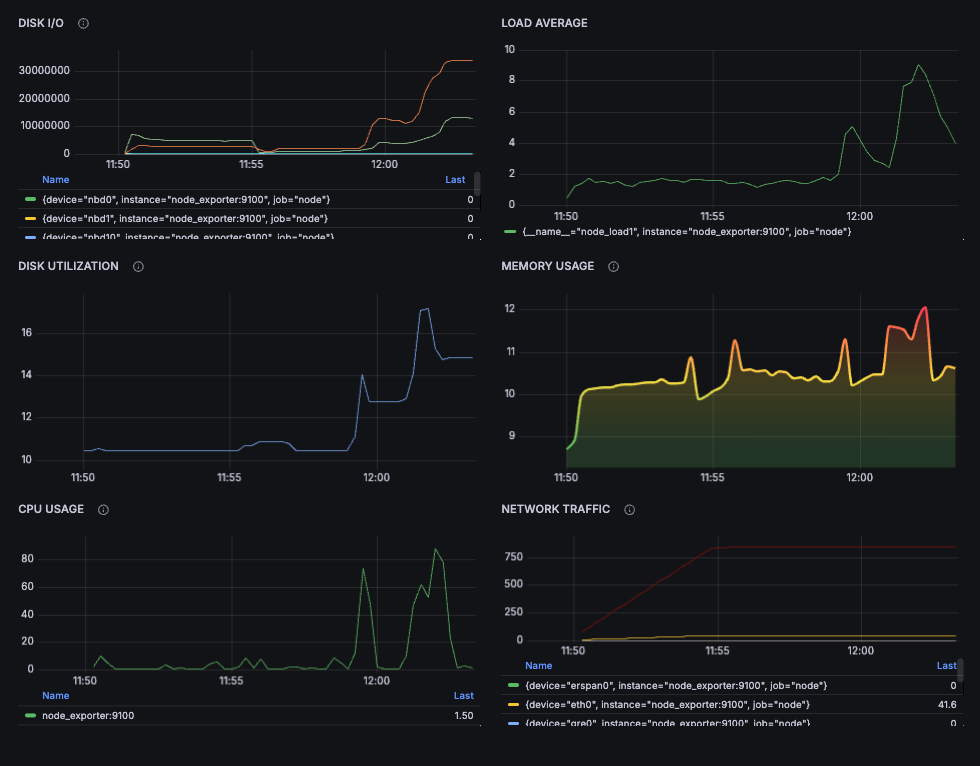 DISK I/O
30000000
20000000
10000000
0
11:50 11:55 12:00
Name Last
{device="nbd0", instance="node_exporter:9100", job="node"} 0
{device="nbd1", instance="node_exporter:9100", job="node"} 0
{device="nbd10", instance="node_exporter:9100", job="node"} 0
LOAD AVERAGE
10
8
6
4
2
0
11:50 11:55 12:00
{__name__="node_load1", instance="node_exporter:9100", job="node"}
DISK UTILIZATION
16
14
12
10
11:50 11:55 12:00
MEMORY USAGE
12
11
10
9
11:50 11:55 12:00
CPU USAGE
80
60
40
20
0
11:50 11:55 12:00
Name Last
node_exporter:9100 1.50
NETWORK TRAFFIC
750
500
250
0
11:50 11:55 12:00
Name Last
{device="erspan0", instance="node_exporter:9100", job="node"} 0
{device="eth0", instance="node_exporter:9100", job="node"} 41.6
{device="gre0", instance="node_exporter:9100", job="node"} 0